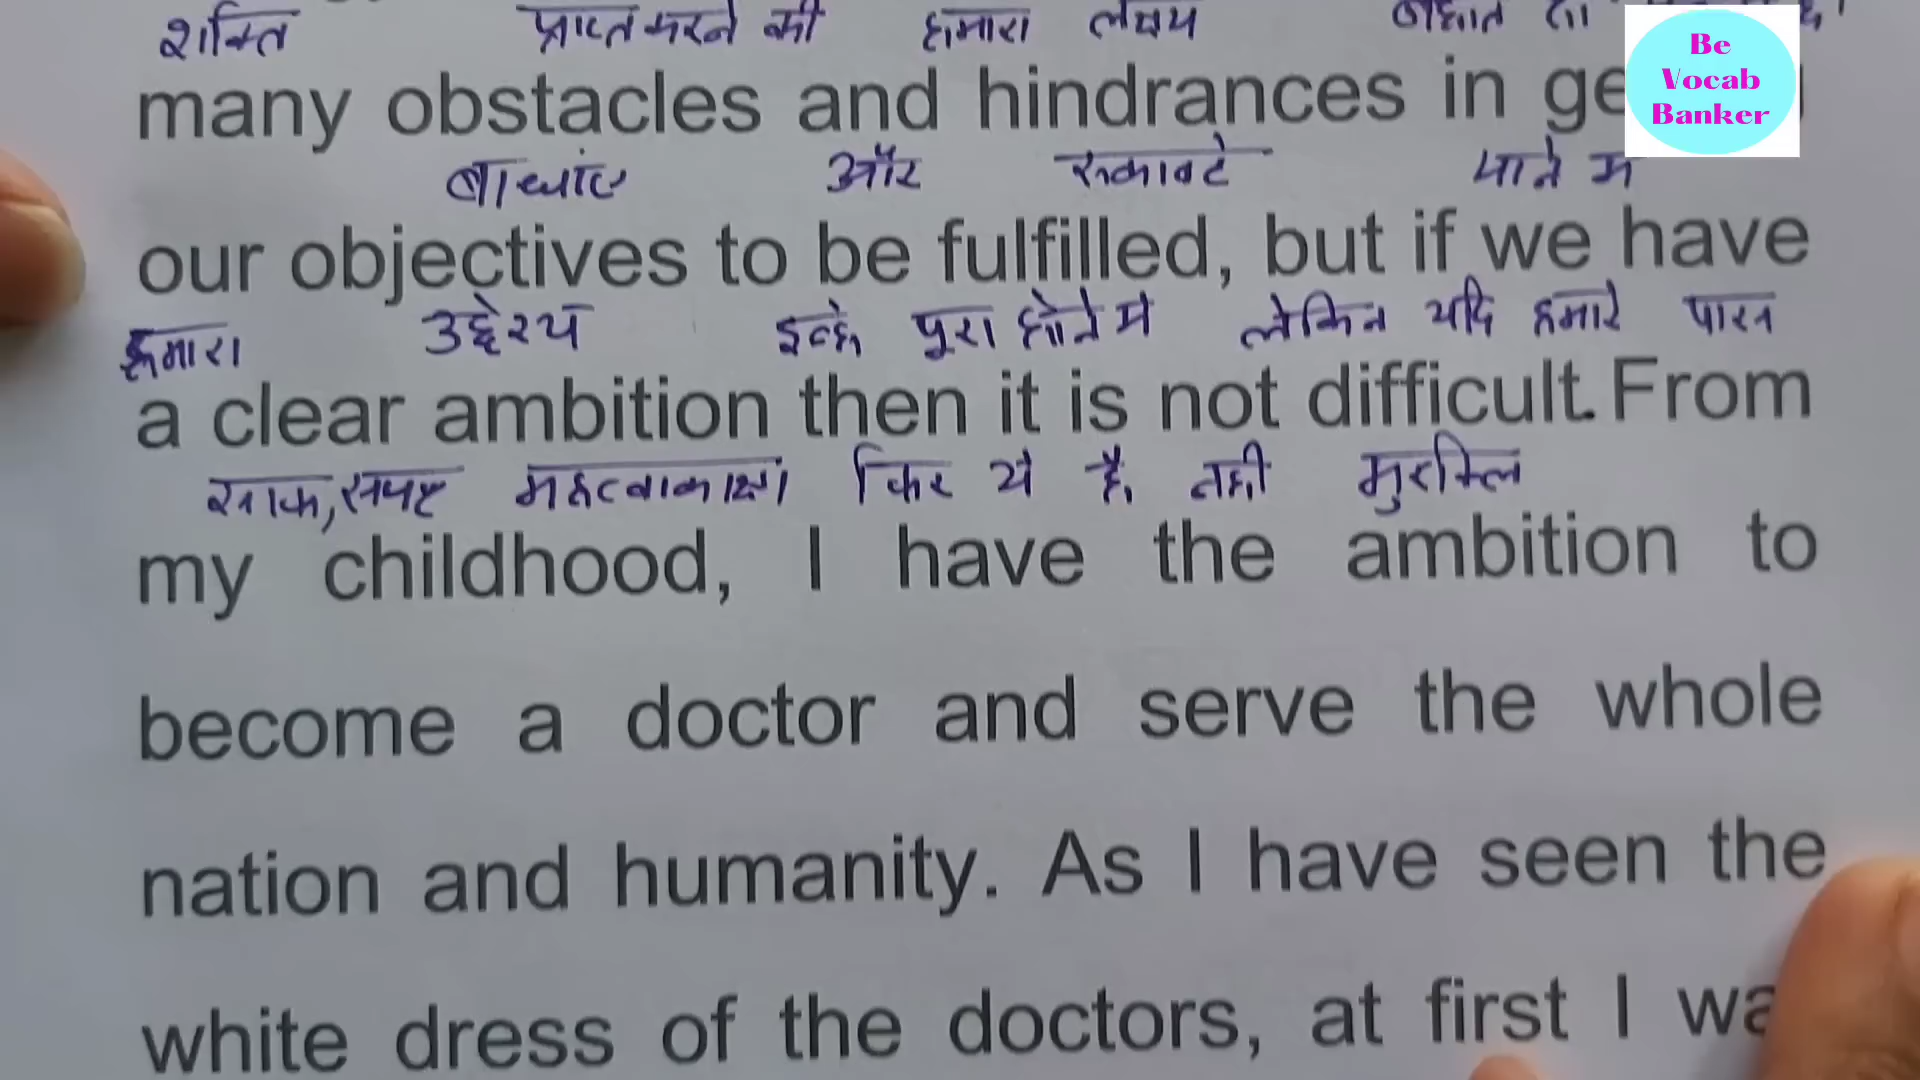 शक्ति प्राप्त करने की हमारा लक्ष्य
many obstacles and hindrances in
बाधाएं और रुकावटे पाने म
our objectives to be fulfilled, but if we have
हमारा उद्देश्य इन्हे पूरा होने मे लेकिन यदि हमारे पास
a clear ambition then it is not difficult. From
साफ, स्पष्ट महत्वाकांक्षा फिर ये है, नही
my childhood, I have the ambition to
become a doctor and serve the whole
nation and humanity. As I have seen the
white dress of the doctors, at first I
Be
Vocab
Banker